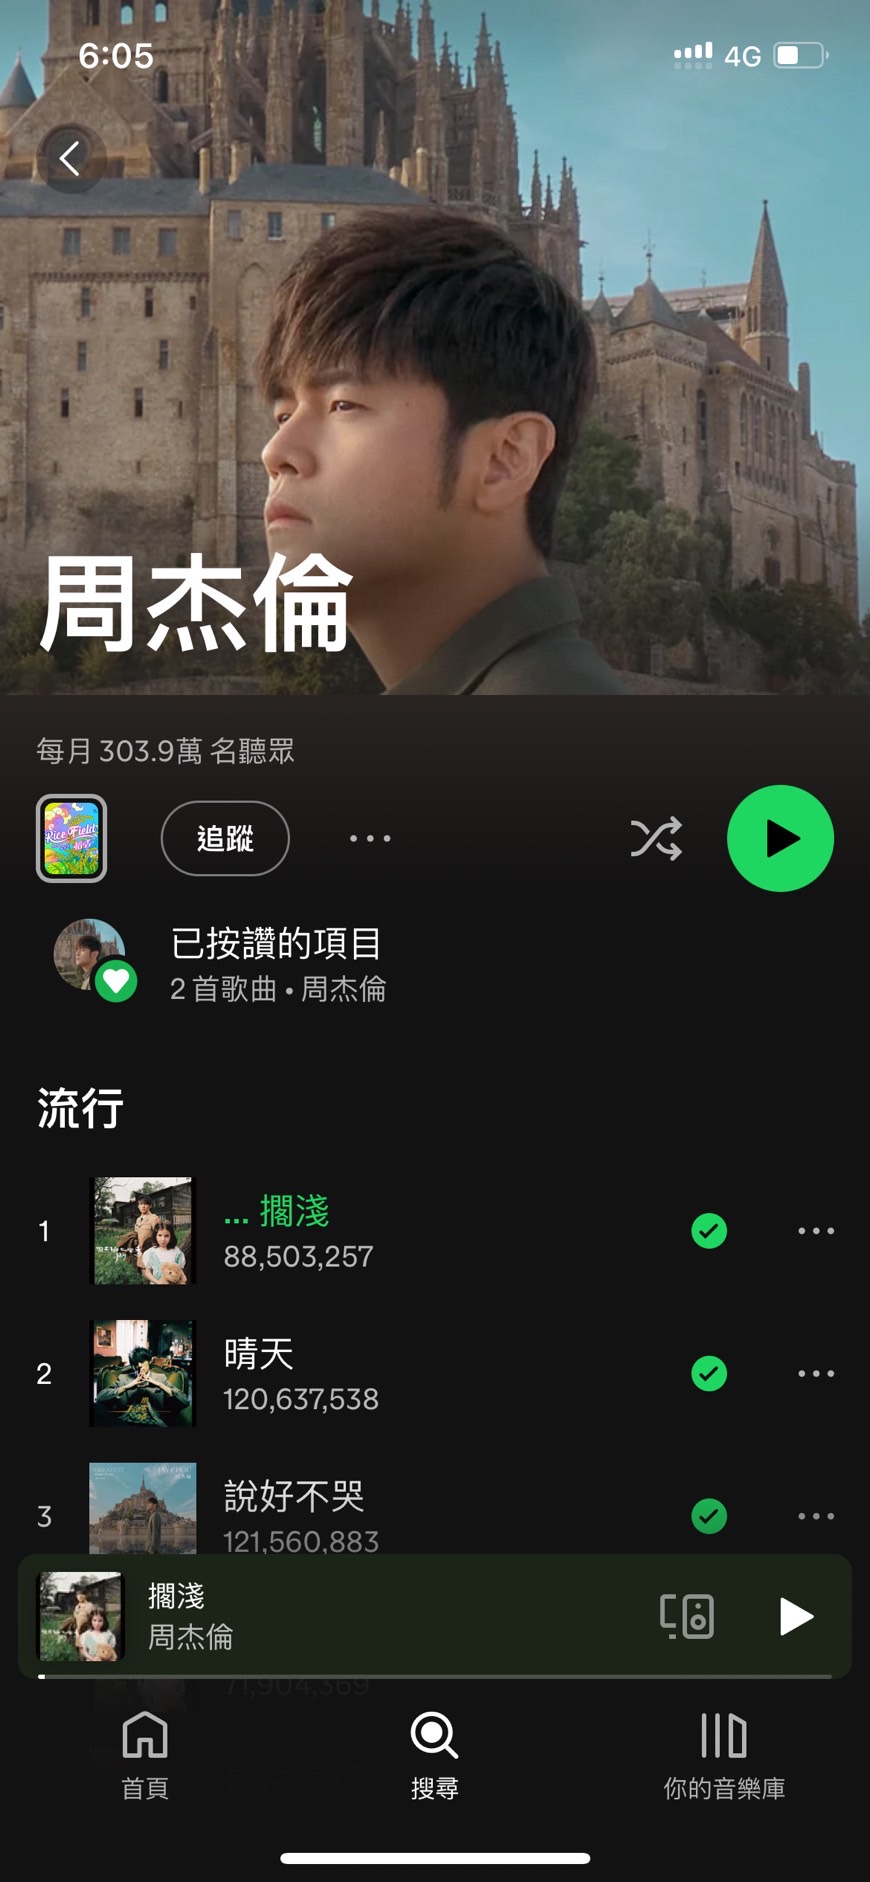 6:05
4G
周杰倫
每月 303.9萬 名聽眾
Rice Field
稻香
追蹤
已按讚的項目
2 首歌曲 • 周杰倫
流行
1
... 擱淺
88,503,257
2
晴天
120,637,538
3
說好不哭
121,560,883
擱淺
周杰倫
71,904,369
首頁
搜尋
你的音樂庫